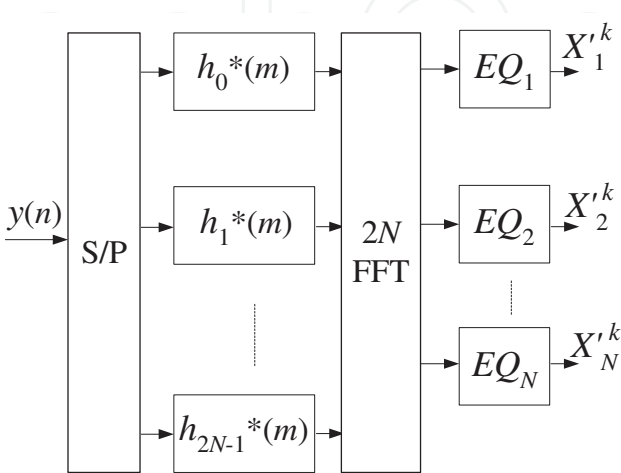 y(n)
S/P
h₀*(m)
h₁*(m)
h₂N-₁*(m)
2N
FFT
EQ₁
EQ₂
EQN
X′₁ᵏ
X′₂ᵏ
X′Nᵏ